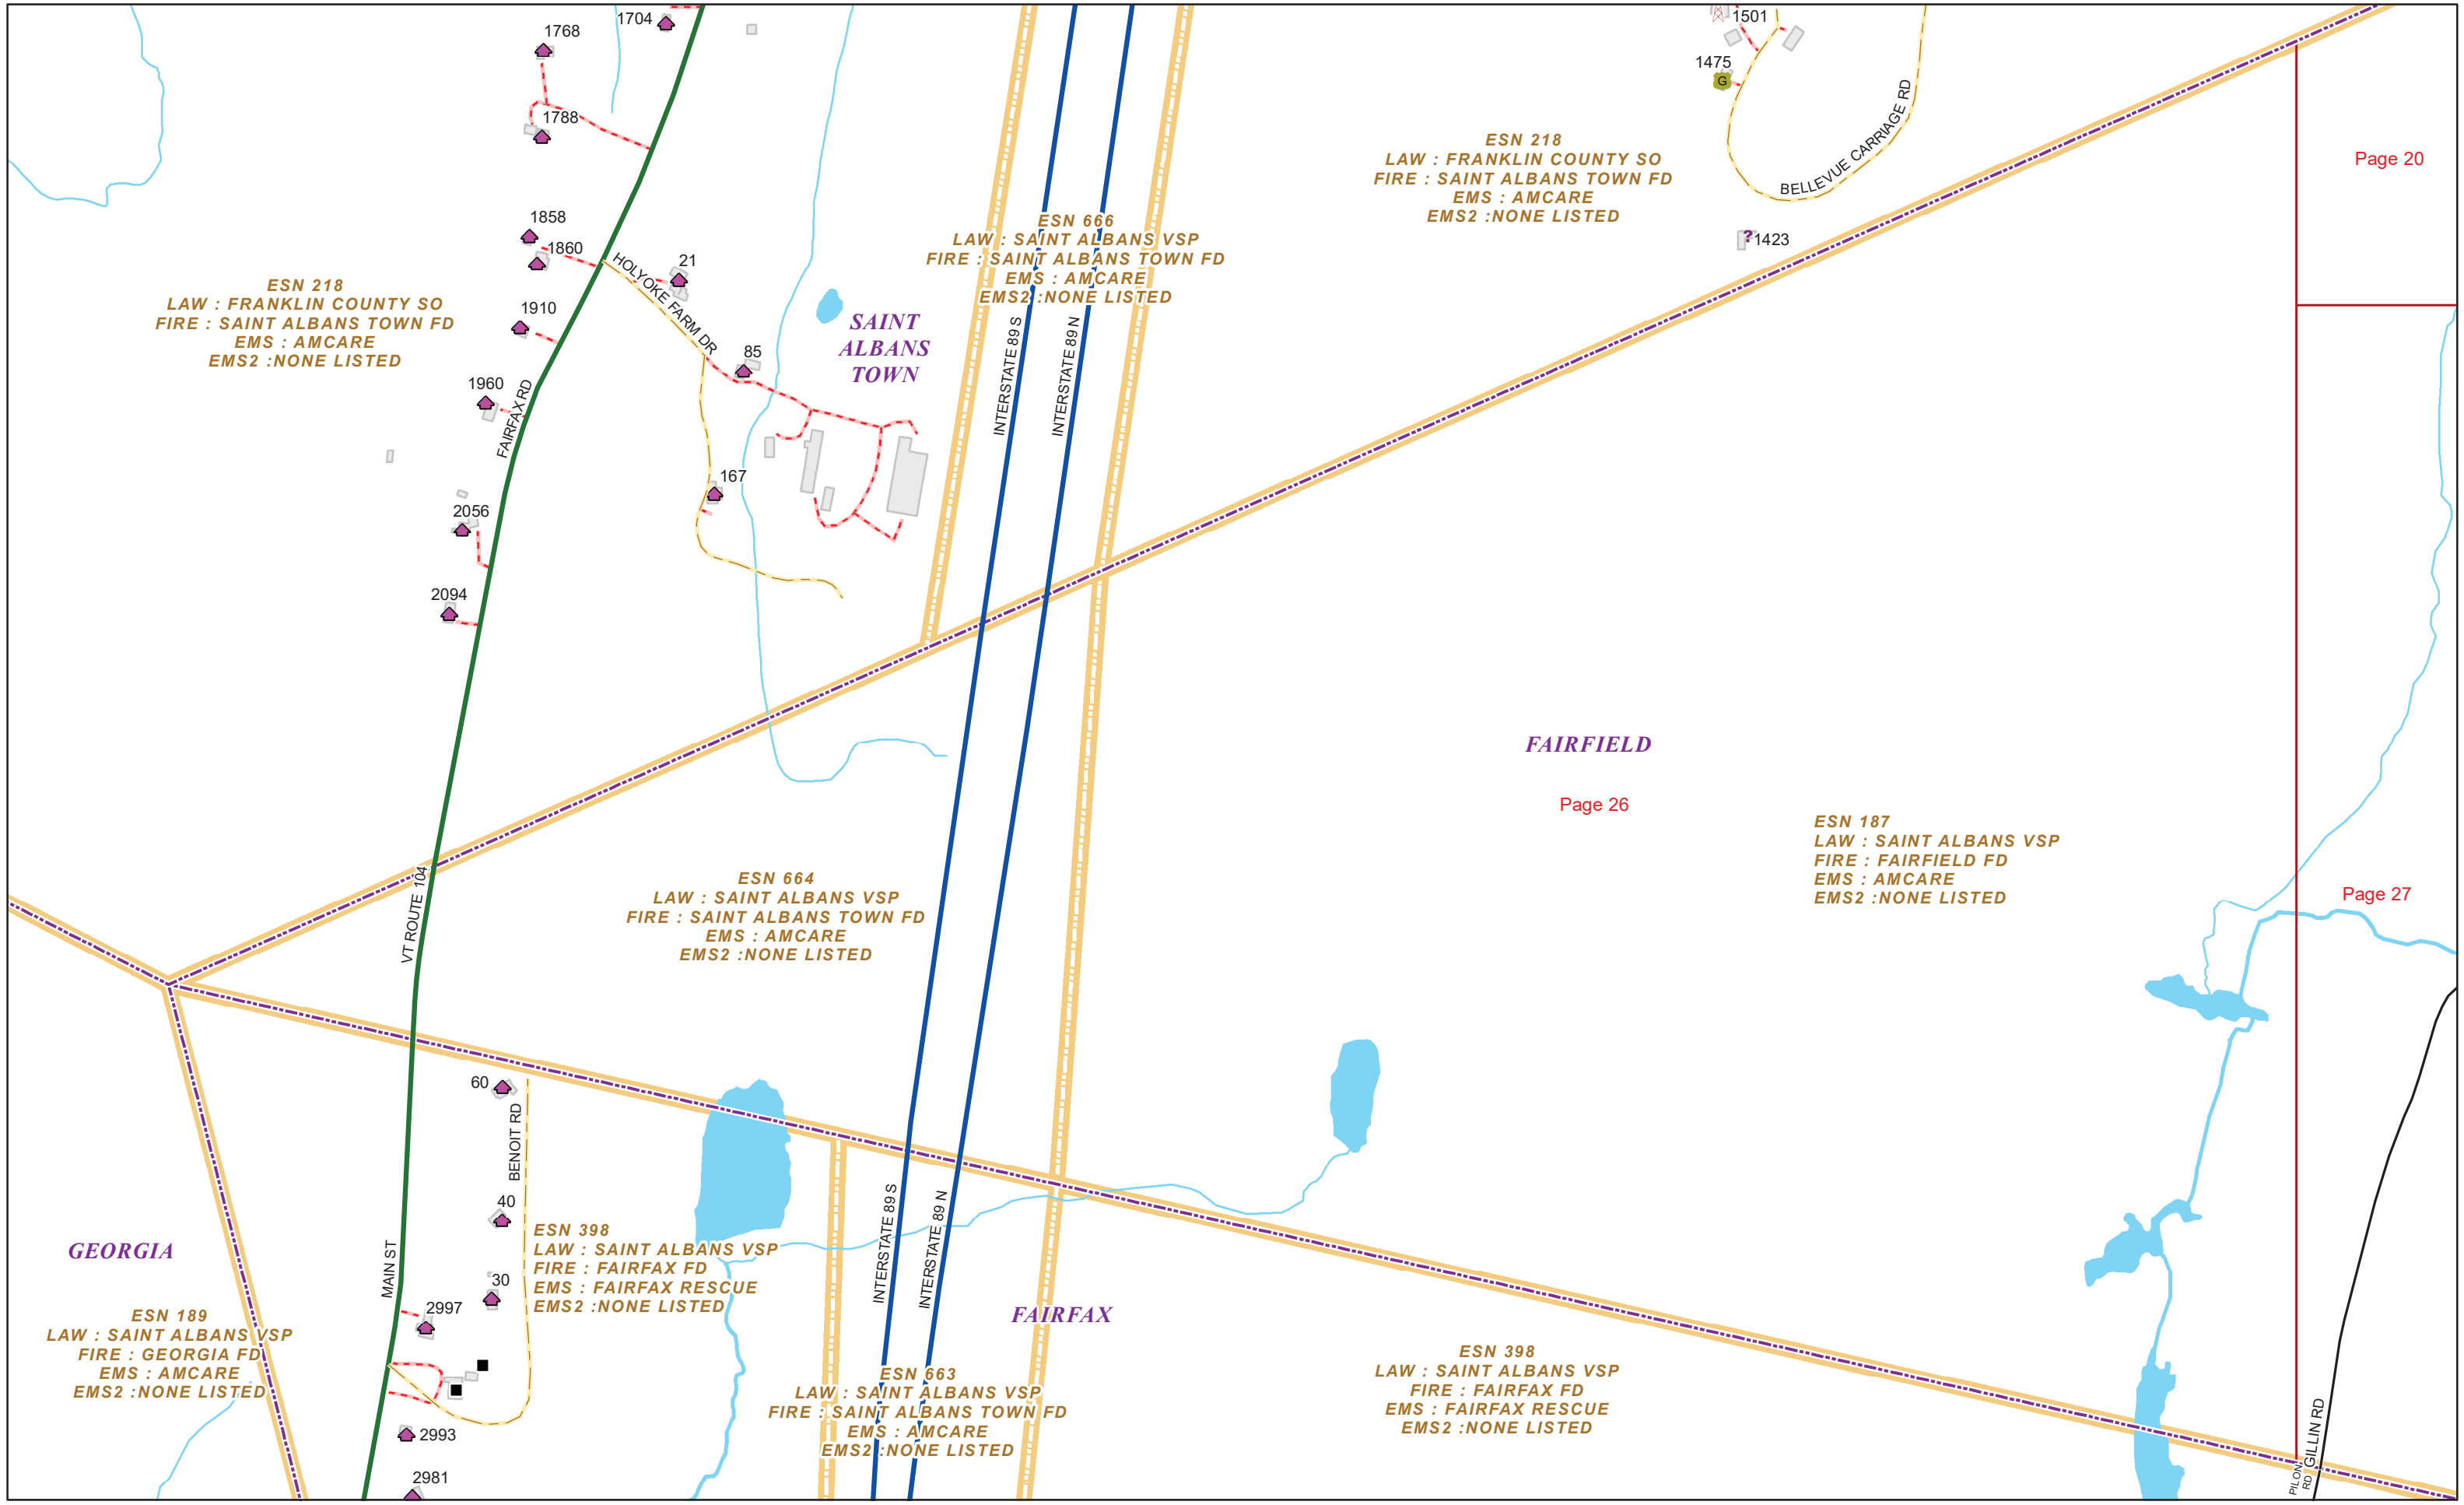 1704
1768
1788
1501
1475
G
BELLEVUE CARRIAGE RD
Page 20
ESN 218
LAW : FRANKLIN COUNTY SO
FIRE : SAINT ALBANS TOWN FD
EMS : AMCARE
EMS2 :NONE LISTED
?
1423
ESN 666
LAW : SAINT ALBANS VSP
FIRE : SAINT ALBANS TOWN FD
EMS : AMCARE
EMS2 :NONE LISTED
1858
1860
HOLYOKE FARM DR
21
ESN 218
LAW : FRANKLIN COUNTY SO
FIRE : SAINT ALBANS TOWN FD
EMS : AMCARE
EMS2 :NONE LISTED
1910
85
SAINT
ALBANS
TOWN
INTERSTATE 89 S
INTERSTATE 89 N
1960
FAIRFAX RD
167
2056
2094
FAIRFIELD
Page 26
ESN 187
LAW : SAINT ALBANS VSP
FIRE : FAIRFIELD FD
EMS : AMCARE
EMS2 :NONE LISTED
Page 27
VT ROUTE 104
ESN 664
LAW : SAINT ALBANS VSP
FIRE : SAINT ALBANS TOWN FD
EMS : AMCARE
EMS2 :NONE LISTED
60
BENOIT RD
40
GEORGIA
MAIN ST
ESN 398
LAW : SAINT ALBANS VSP
FIRE : FAIRFAX FD
EMS : FAIRFAX RESCUE
EMS2 :NONE LISTED
30
2997
INTERSTATE 89 S
INTERSTATE 89 N
FAIRFAX
ESN 189
LAW : SAINT ALBANS VSP
FIRE : GEORGIA FD
EMS : AMCARE
EMS2 :NONE LISTED
ESN 663
LAW : SAINT ALBANS VSP
FIRE : SAINT ALBANS TOWN FD
EMS : AMCARE
EMS2 :NONE LISTED
ESN 398
LAW : SAINT ALBANS VSP
FIRE : FAIRFAX FD
EMS : FAIRFAX RESCUE
EMS2 :NONE LISTED
2993
2981
PILON
RD
GILLIN RD